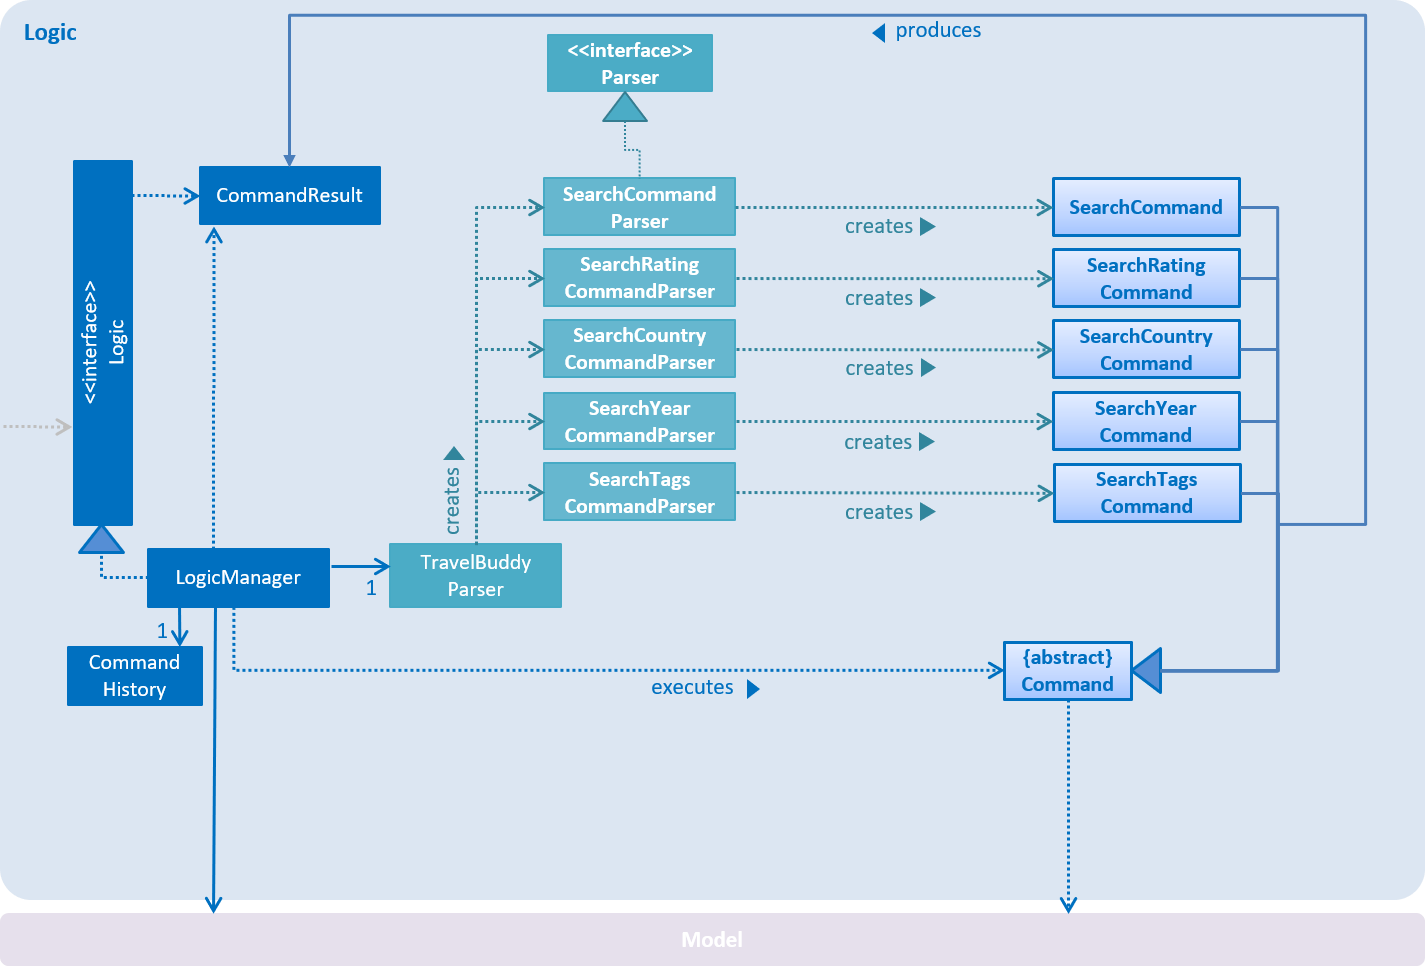 Logic
produces
<<interface>>
Parser
<<interface>>
Logic
CommandResult
SearchCommand
Parser
creates
SearchCommand
SearchRating
CommandParser
creates
SearchRating
Command
SearchCountry
CommandParser
creates
SearchCountry
Command
SearchYear
CommandParser
creates
SearchYear
Command
SearchTags
CommandParser
creates
SearchTags
Command
creates
LogicManager
1
TravelBuddy
Parser
1
Command
History
executes
{abstract}
Command
Model